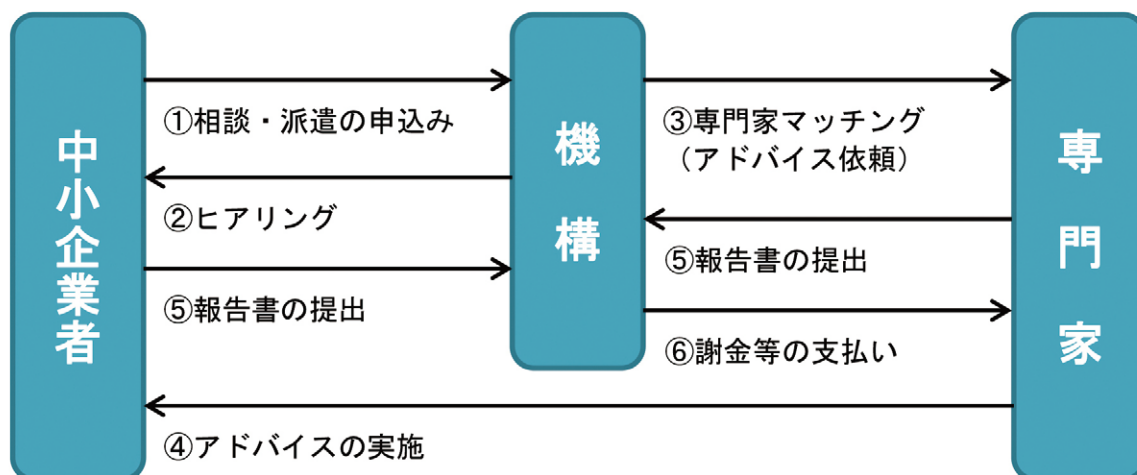 中小企業者
①相談・派遣の申込み
②ヒアリング
⑤報告書の提出
機構
③専門家マッチング
（アドバイス依頼）
⑤報告書の提出
⑥謝金等の支払い
④アドバイスの実施
専門家